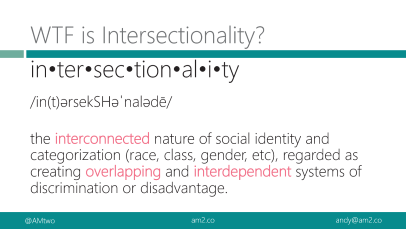 WTF is Intersectionality?
in•ter•sec•tion•al•i•ty
/in(t)ərsekSHəˈnalədē/
the interconnected nature of social identity and
categorization (race, class, gender, etc), regarded as
creating overlapping and interdependent systems of
discrimination or disadvantage.
@AMtwo am2.co andy@am2.co